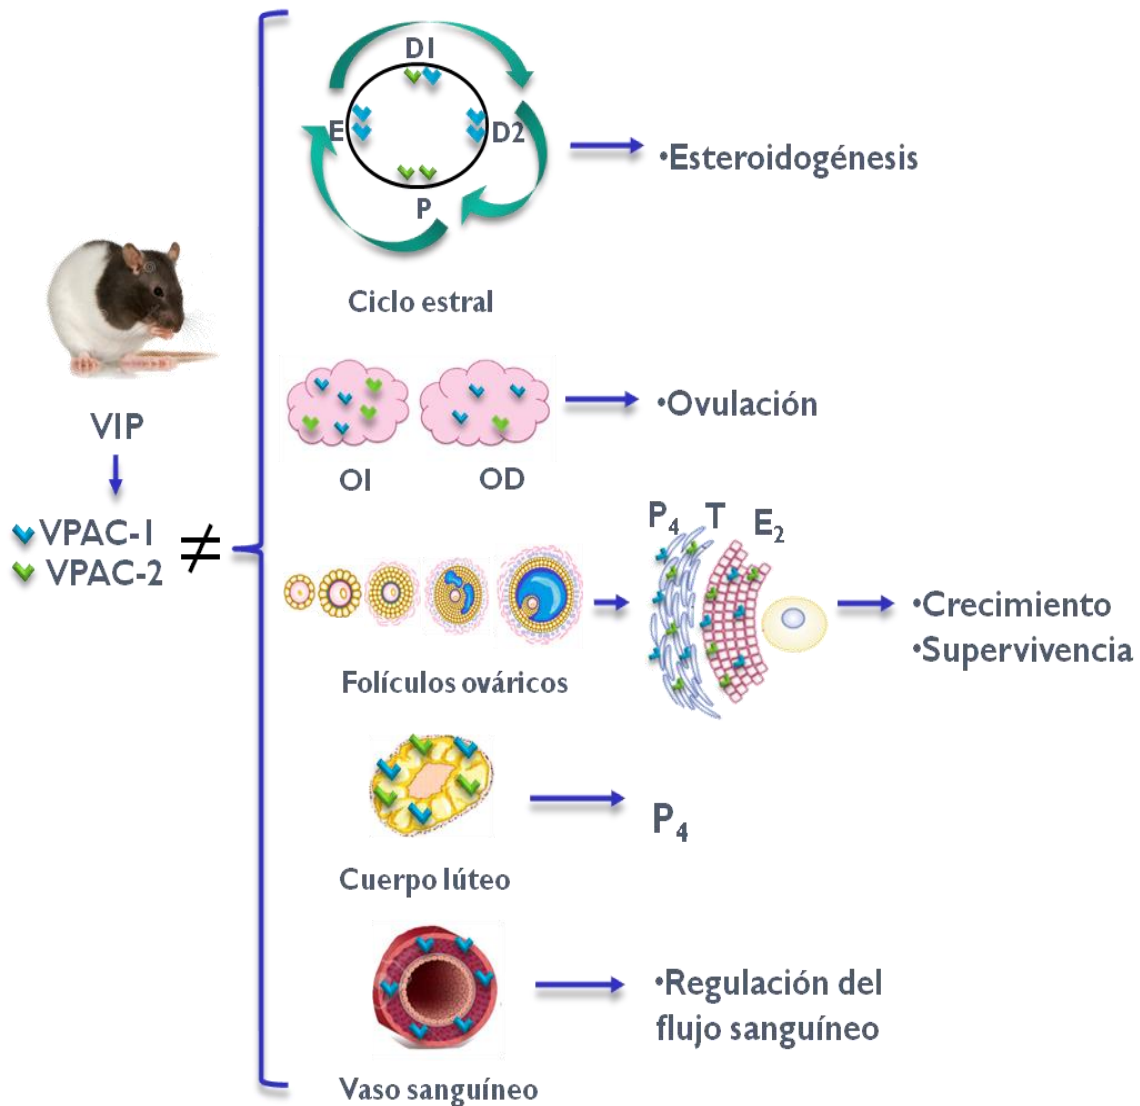 D1
E
D2
P
•Esteroidogénesis
Ciclo estral
VIP
VPAC-1
VPAC-2
≠
OI
OD
•Ovulación
P₄ T E₂
Folículos ováricos
•Crecimiento
•Supervivencia
Cuerpo lúteo
P₄
Vaso sanguíneo
•Regulación del
flujo sanguíneo